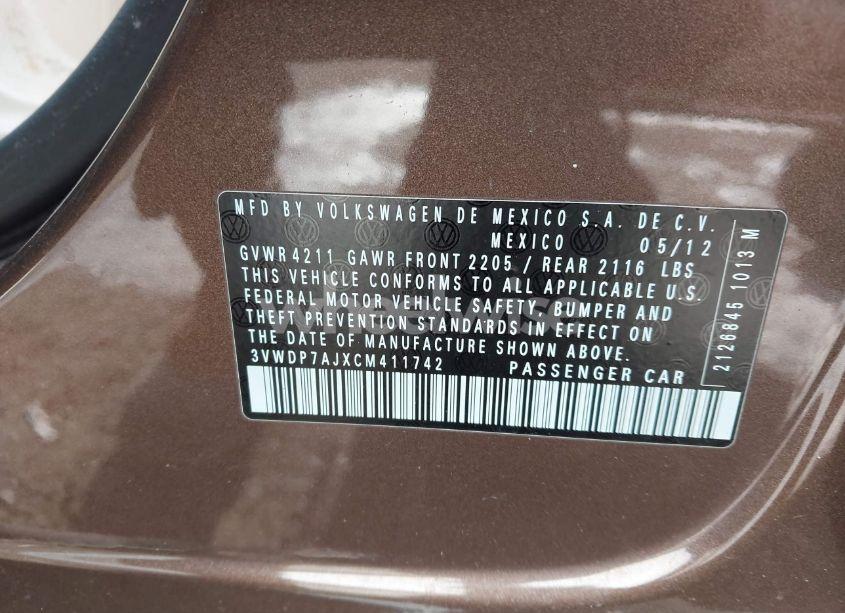 MFD BY VOLKSWAGEN DE MEXICO S.A. DE C.V.
MEXICO 05/12
GVWR 4211 GAWR FRONT 2205 / REAR 2116 LBS
THIS VEHICLE CONFORMS TO ALL APPLICABLE U.S.
FEDERAL MOTOR VEHICLE SAFETY, BUMPER AND
THEFT PREVENTION STANDARDS IN EFFECT ON
THE DATE OF MANUFACTURE SHOWN ABOVE.
3VWDP7AJXCM411742 PASSENGER CAR
2126845 1013 M